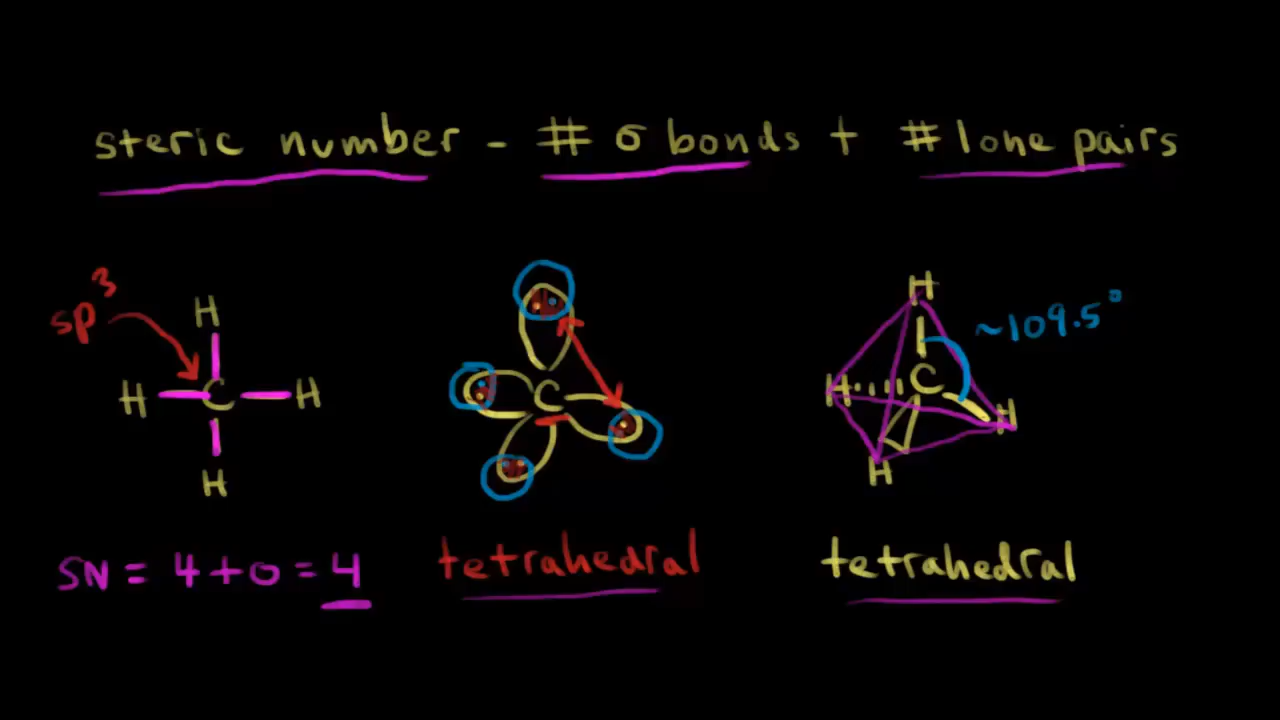 steric number - # σ bonds + # lone pairs
sp³
H
H C H
H
C
H
H C H
H
~109.5°
SN = 4 + 0 = 4
tetrahedral
tetrahedral